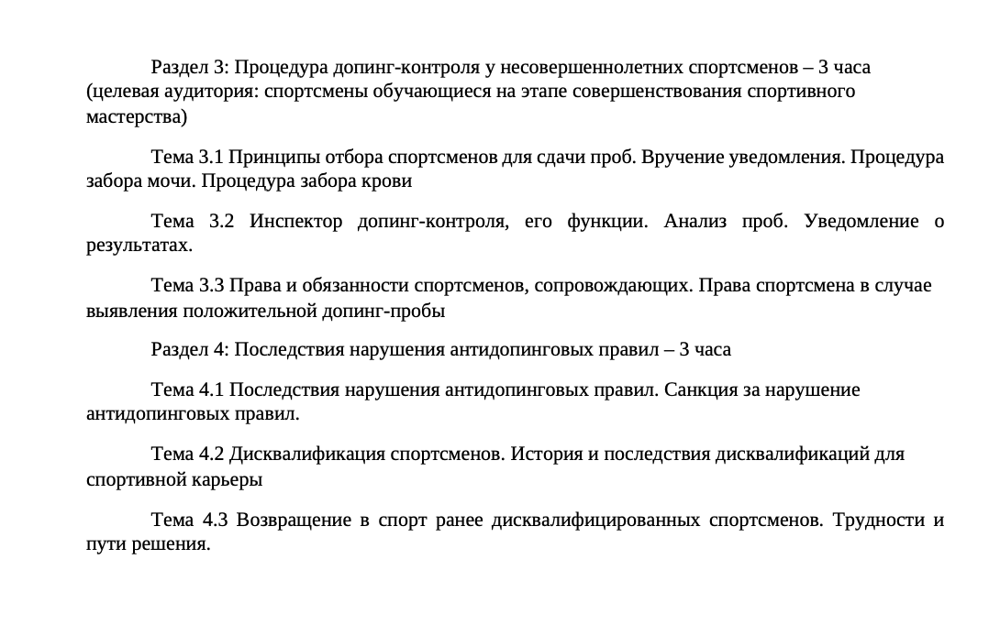 Раздел 3: Процедура допинг-контроля у несовершеннолетних спортсменов – 3 часа
(целевая аудитория: спортсмены обучающиеся на этапе совершенствования спортивного
мастерства)
Тема 3.1 Принципы отбора спортсменов для сдачи проб. Вручение уведомления. Процедура
забора мочи. Процедура забора крови
Тема 3.2 Инспектор допинг-контроля, его функции. Анализ проб. Уведомление о
результатах.
Тема 3.3 Права и обязанности спортсменов, сопровождающих. Права спортсмена в случае
выявления положительной допинг-пробы
Раздел 4: Последствия нарушения антидопинговых правил – 3 часа
Тема 4.1 Последствия нарушения антидопинговых правил. Санкция за нарушение
антидопинговых правил.
Тема 4.2 Дисквалификация спортсменов. История и последствия дисквалификаций для
спортивной карьеры
Тема 4.3 Возвращение в спорт ранее дисквалифицированных спортсменов. Трудности и
пути решения.